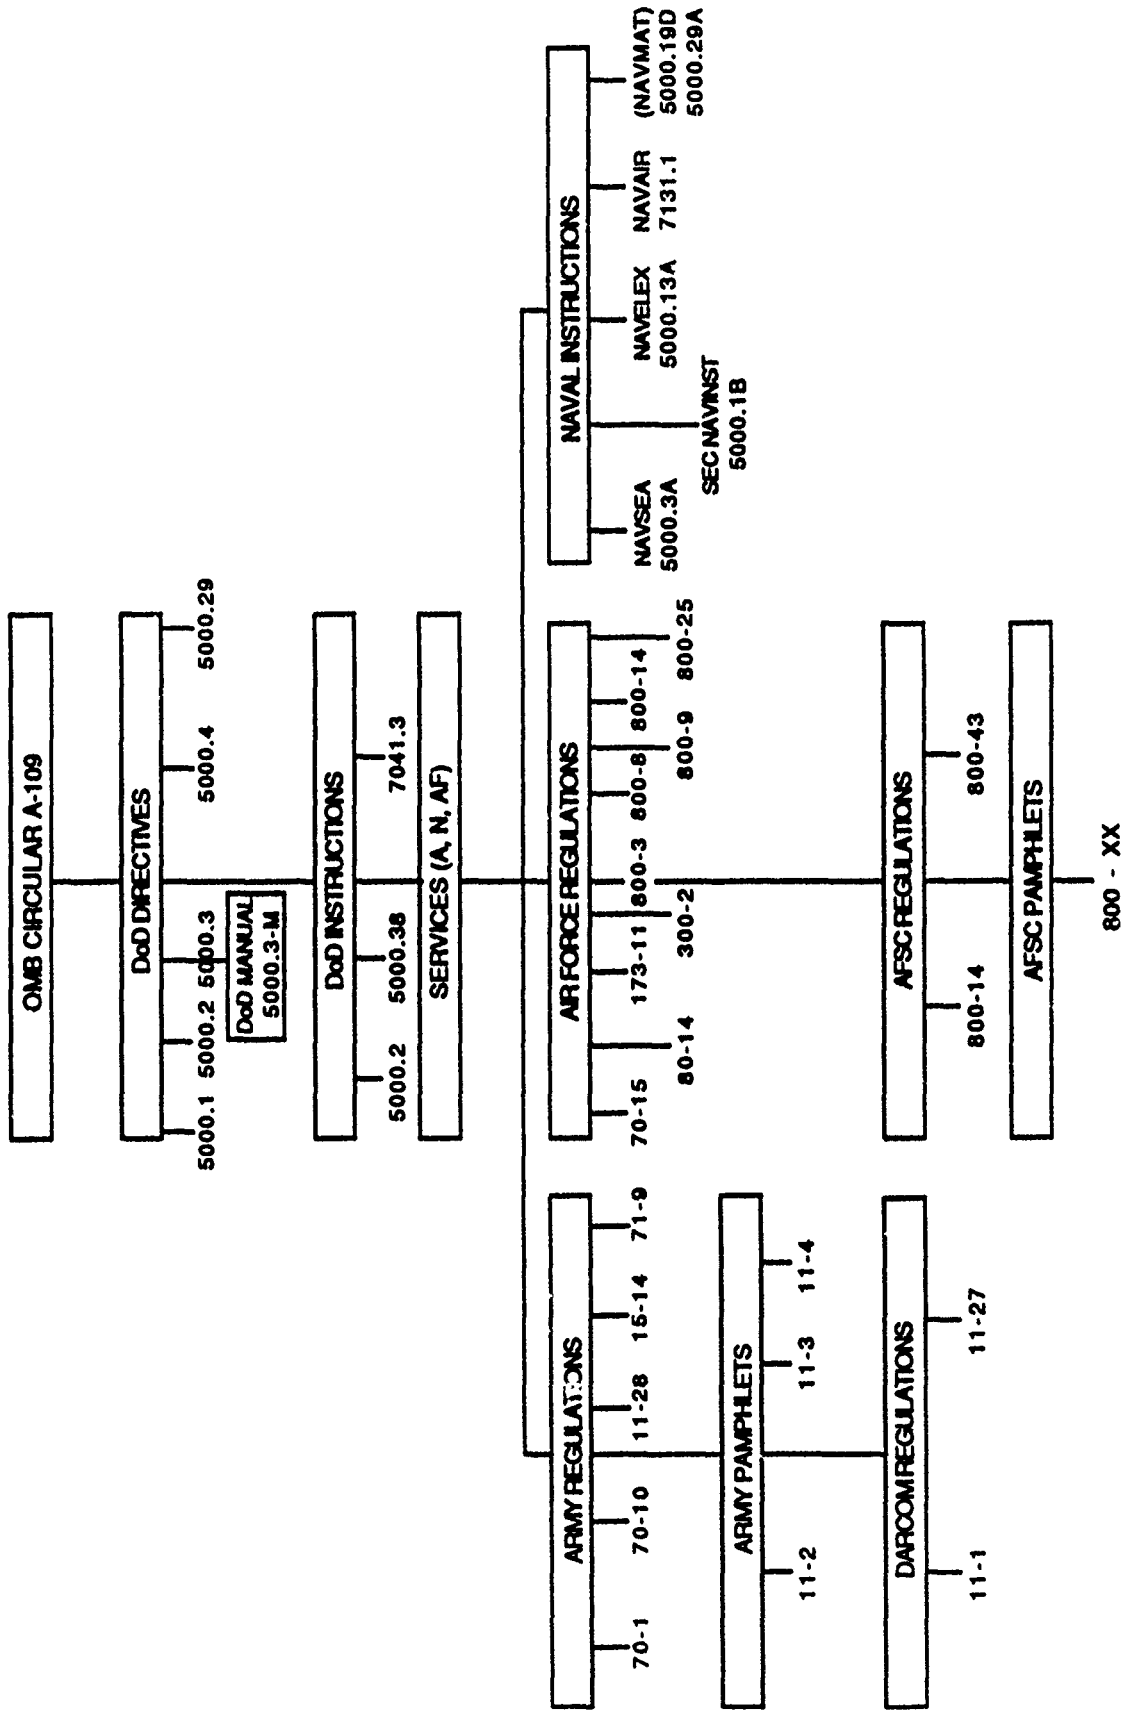 OMB CIRCULAR A-109
DoD DIRECTIVES
5000.1 5000.2 5000.3 5000.4 5000.29
DoD MANUAL
5000.3-M
DoD INSTRUCTIONS
5000.2 5000.38 7041.3
SERVICES (A, N, AF)
ARMY REGULATIONS
70-1 70-10 11-28 15-14 71-9
ARMY PAMPHLETS
11-2 11-3 11-4
DARCOM REGULATIONS
11-1 11-27
AIR FORCE REGULATIONS
70-15 173-11 800-3 800-8 800-14
80-14 300-2 800-9 800-25
AFSC REGULATIONS
800-14 800-43
AFSC PAMPHLETS
800 - XX
NAVAL INSTRUCTIONS
NAVSEA
5000.3A
SEC NAVINST
5000.1B
NAVELEX
5000.13A
NAVAIR
7131.1
(NAVMAT)
5000.19D
5000.29A